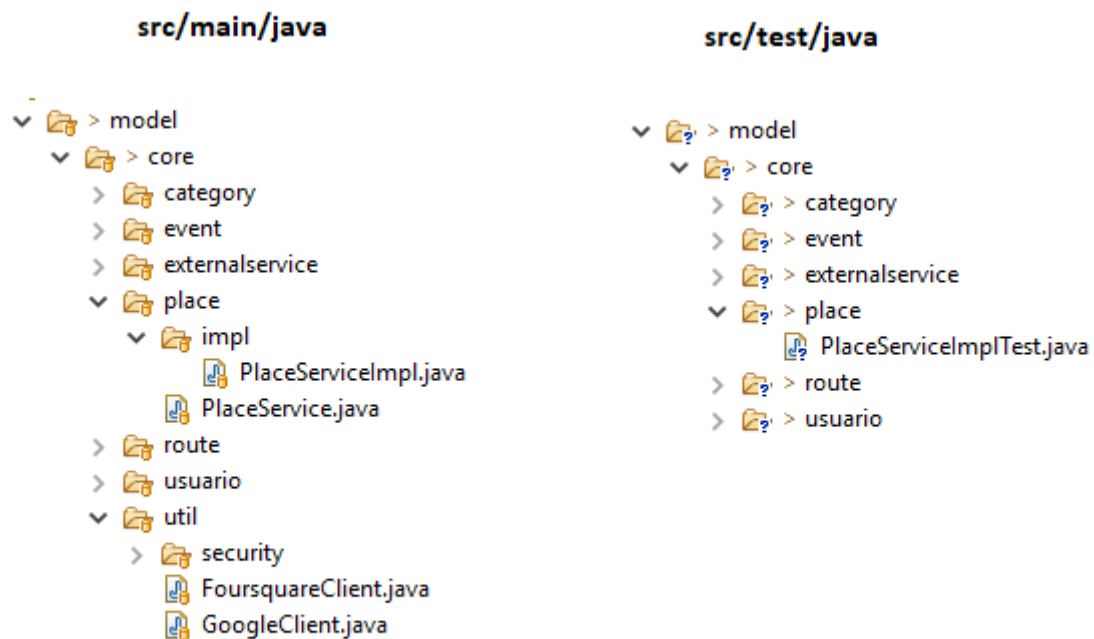 src/main/java
> model
> core
category
event
externalservice
place
impl
PlaceServiceImpl.java
PlaceService.java
route
usuario
util
security
FoursquareClient.java
GoogleClient.java
src/test/java
> model
> core
> category
> event
> externalservice
> place
PlaceServiceImplTest.java
> route
> usuario